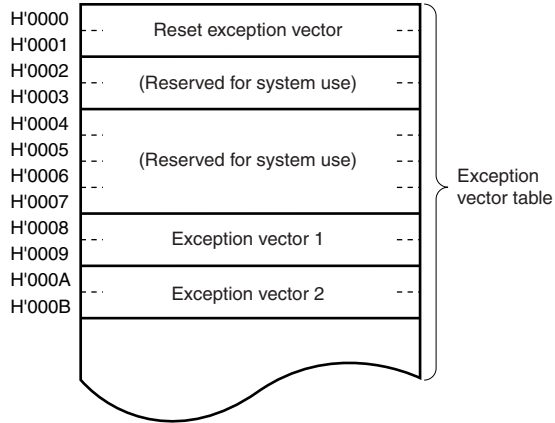 H'0000
Reset exception vector
H'0001
H'0002
(Reserved for system use)
H'0003
H'0004
H'0005
(Reserved for system use)
H'0006
H'0007
Exception
vector table
H'0008
Exception vector 1
H'0009
H'000A
Exception vector 2
H'000B